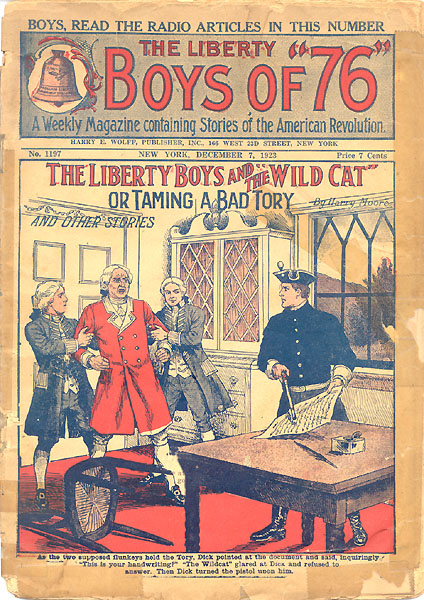 BOYS, READ THE RADIO ARTICLES IN THIS NUMBER
THE LIBERTY
BOYS OF "76"
A Weekly Magazine containing Stories of the American Revolution.
HARRY E. WOLFF, PUBLISHER, INC., 166 WEST 23D STREET, NEW YORK
No. 1197
NEW YORK, DECEMBER 7, 1923
Price 7 Cents
THE LIBERTY BOYS AND "THE WILD CAT"
OR TAMING A BAD TORY
By Harry Moore
AND OTHER STORIES
As the two supposed flunkeys held the Tory, Dick pointed at the document and said, inquiringly:
"This is your handwriting?" "The Wildcat" glared at Dick and refused to
answer. Then Dick turned the pistol upon him.